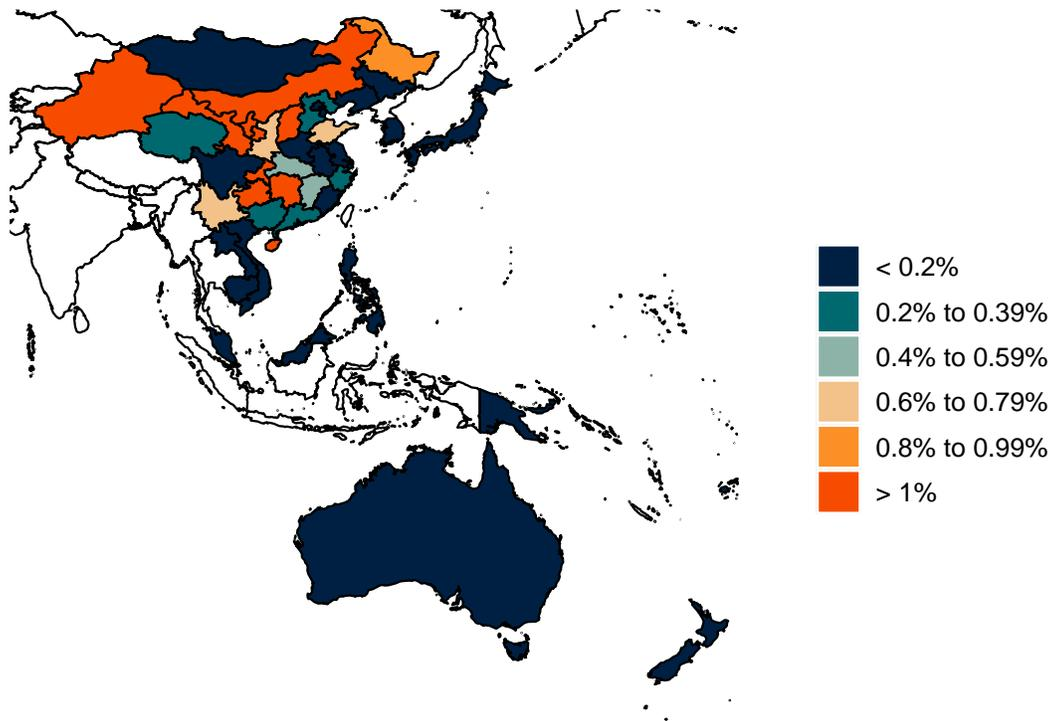 < 0.2%
0.2% to 0.39%
0.4% to 0.59%
0.6% to 0.79%
0.8% to 0.99%
> 1%